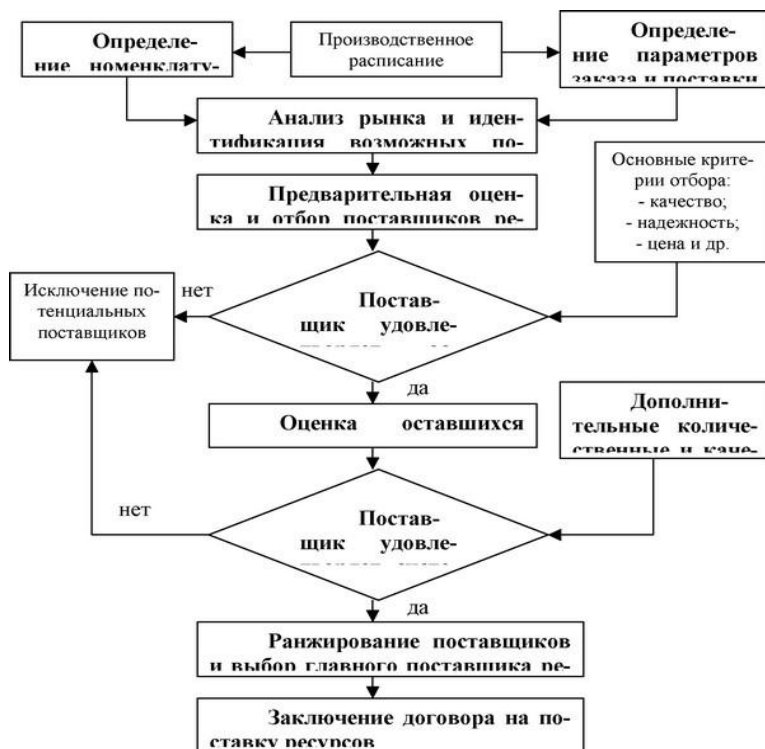 Определе-
ние номенклату-
Производственное
расписание
Определе-
ние параметров
заказа и поставки
Анализ рынка и иден-
тификация возможных по-
Основные крите-
рии отбора:
- качество;
- надежность;
- цена и др.
Предварительная оцен-
ка и отбор поставщиков ре-
Исключение по-
тенциальных
поставщиков
нет
Постав-
щик удовле-
да
Оценка оставшихся
Дополни-
тельные количе-
ственные и каче-
нет
Постав-
щик удовле-
да
Ранжирование поставщиков
и выбор главного поставщика ре-
Заключение договора на по-
ставку ресурсов